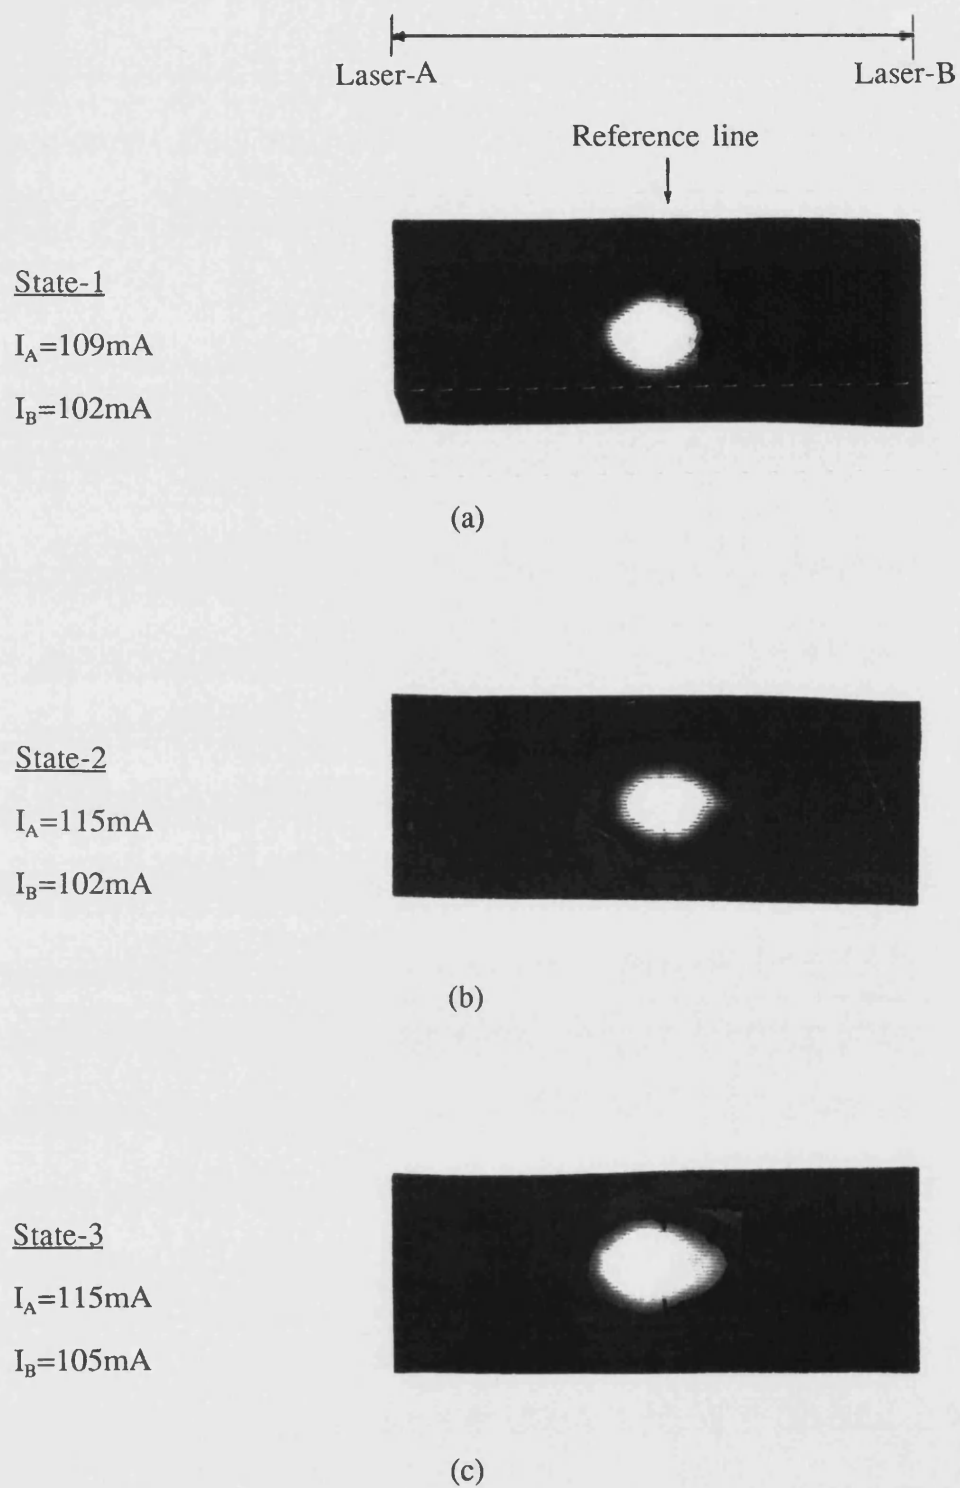 Laser-A Laser-B
Reference line
State-1
I_A=109mA
I_B=102mA
(a)
State-2
I_A=115mA
I_B=102mA
(b)
State-3
I_A=115mA
I_B=105mA
(c)